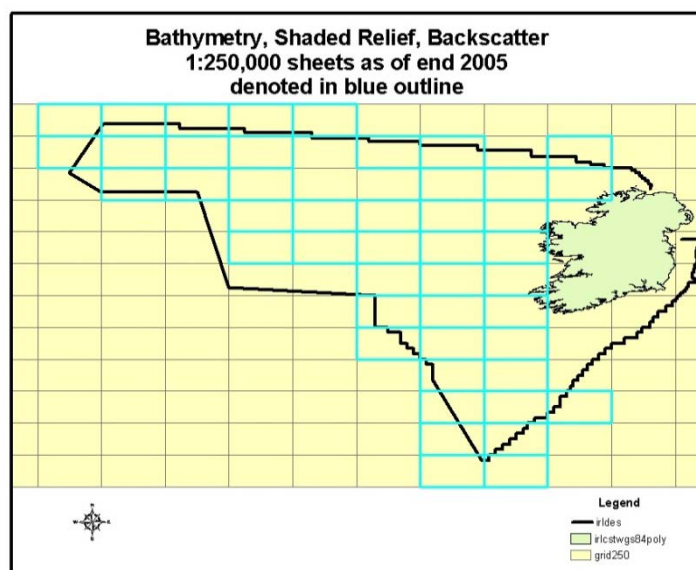 Bathymetry, Shaded Relief, Backscatter
1:250,000 sheets as of end 2005
denoted in blue outline
Legend
irldes
irlcstwgs84poly
grid250